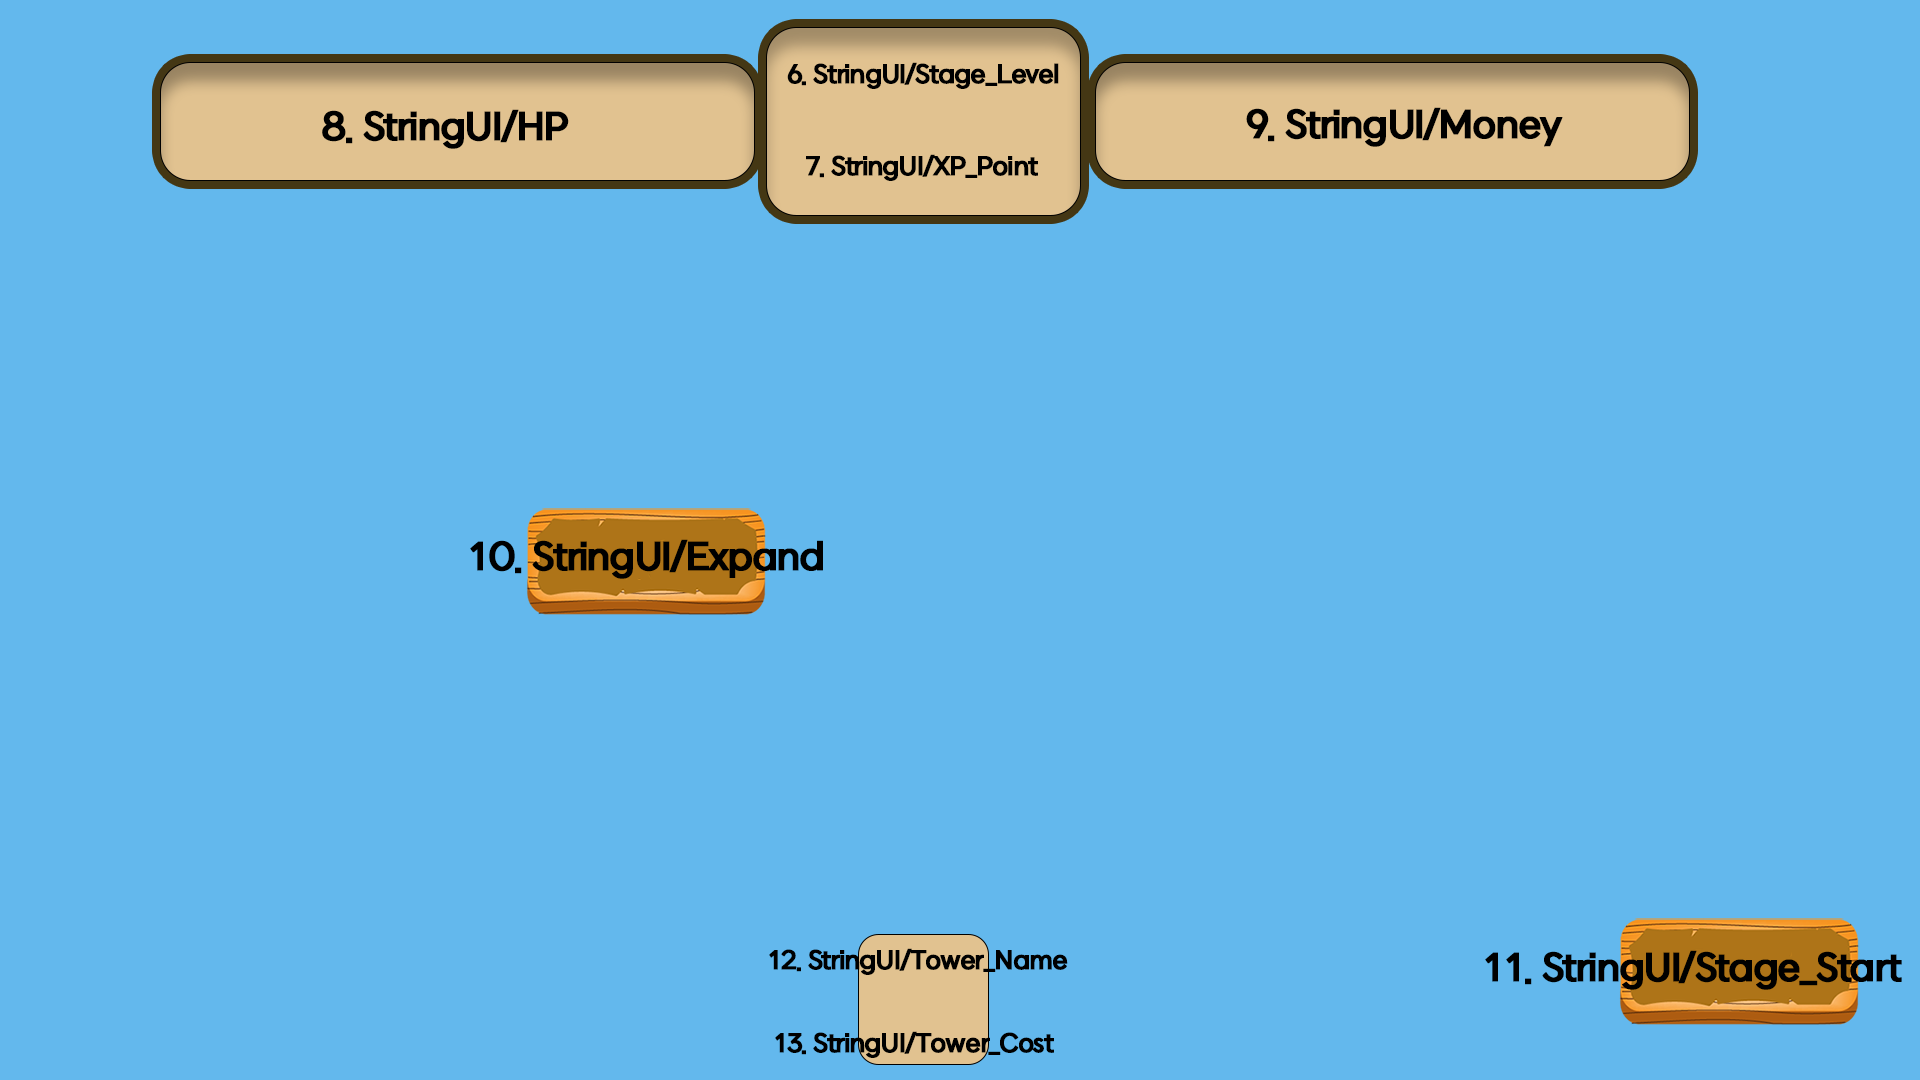 6. StringUI/Stage_Level
8. StringUI/HP
9. StringUI/Money
7. StringUI/XP_Point
10. StringUI/Expand
12. StringUI/Tower_Name
11. StringUI/Stage_Start
13. StringUI/Tower_Cost